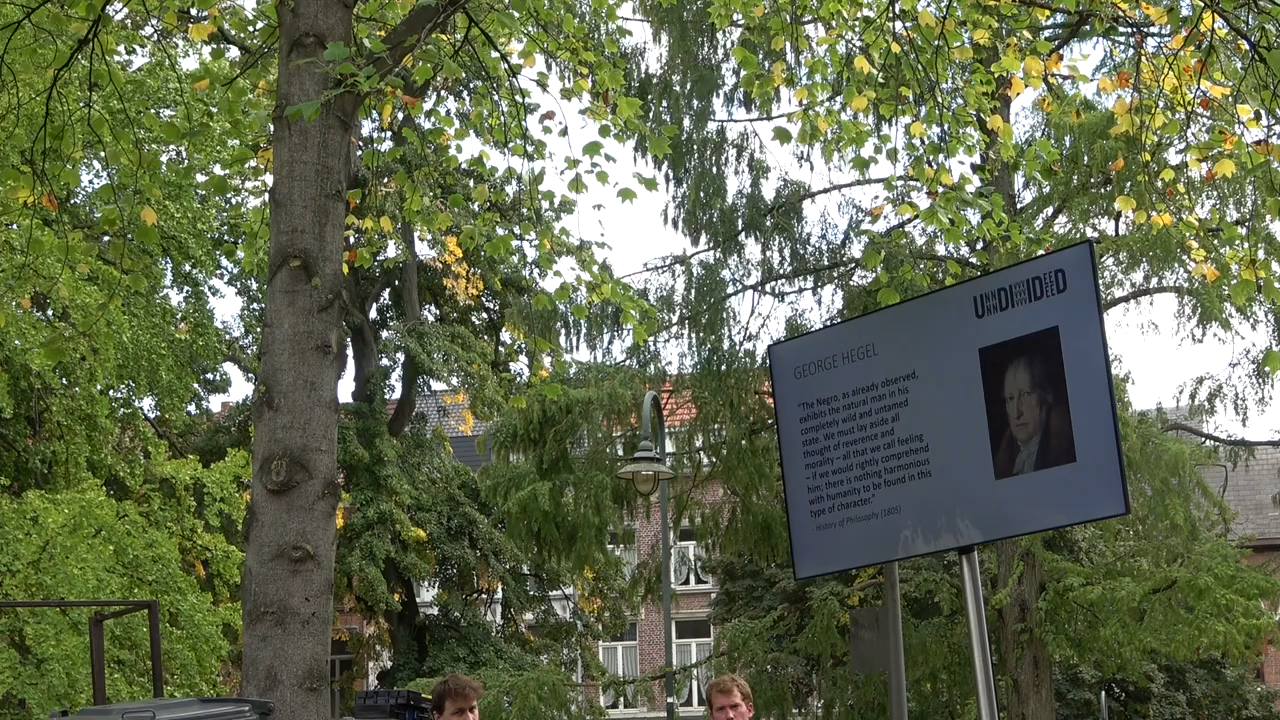 UNDIVIDED
GEORGE HEGEL
"The Negro, as already observed,
exhibits the natural man in his
completely wild and untamed
state. We must lay aside all
thought of reverence and
morality – all that we call feeling
– if we would rightly comprehend
him; there is nothing harmonious
with humanity to be found in this
type of character."
- History of Philosophy (1805)